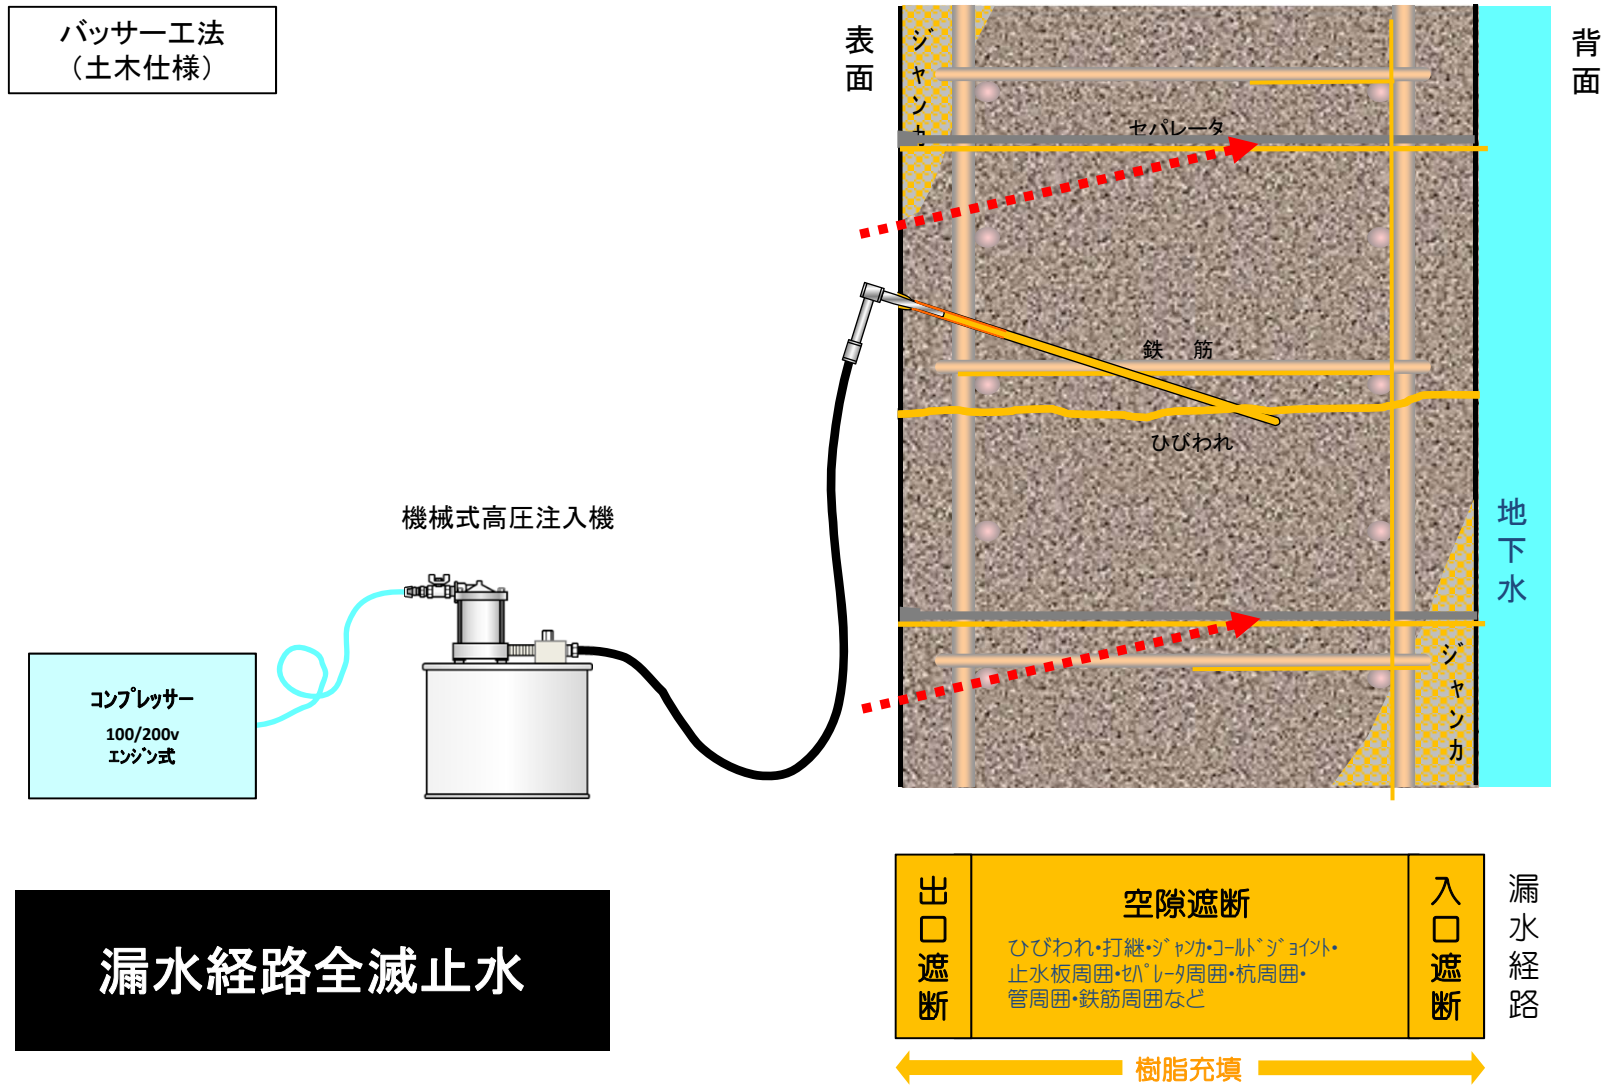 バッサー工法
（土木仕様）
表面
背面
ジャンカ
セパレータ
鉄　筋
ひびわれ
機械式高圧注入機
地下水
コンプレッサー
100/200v
エンジン式
ジャンカ
漏水経路全滅止水
出口遮断
空隙遮断
ひびわれ・打継・ジャンカ・コールドジョイント・
止水板周囲・セパレータ周囲・杭周囲・
管周囲・鉄筋周囲など
入口遮断
漏水経路
樹脂充填